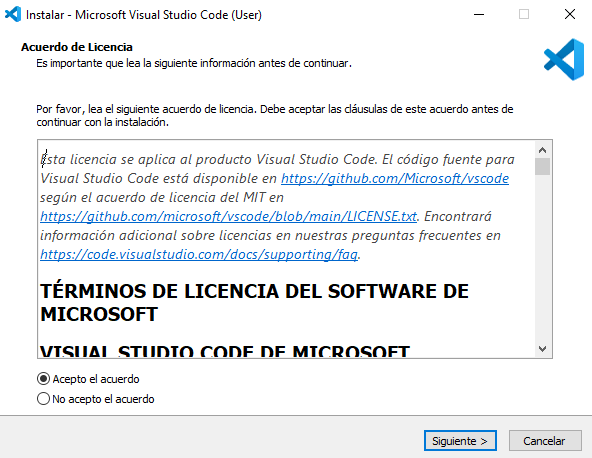 Instalar - Microsoft Visual Studio Code (User)
Acuerdo de Licencia
Es importante que lea la siguiente información antes de continuar.
Por favor, lea el siguiente acuerdo de licencia. Debe aceptar las cláusulas de este acuerdo antes de
continuar con la instalación.
Esta licencia se aplica al producto Visual Studio Code. El código fuente para
Visual Studio Code está disponible en https://github.com/Microsoft/vscode
según el acuerdo de licencia del MIT en
https://github.com/microsoft/vscode/blob/main/LICENSE.txt. Encontrará
información adicional sobre licencias en nuestras preguntas frecuentes en
https://code.visualstudio.com/docs/supporting/faq.
TÉRMINOS DE LICENCIA DEL SOFTWARE DE
MICROSOFT
VISUAL STUDIO CODE DE MICROSOFT
Acepto el acuerdo
No acepto el acuerdo
Siguiente >
Cancelar